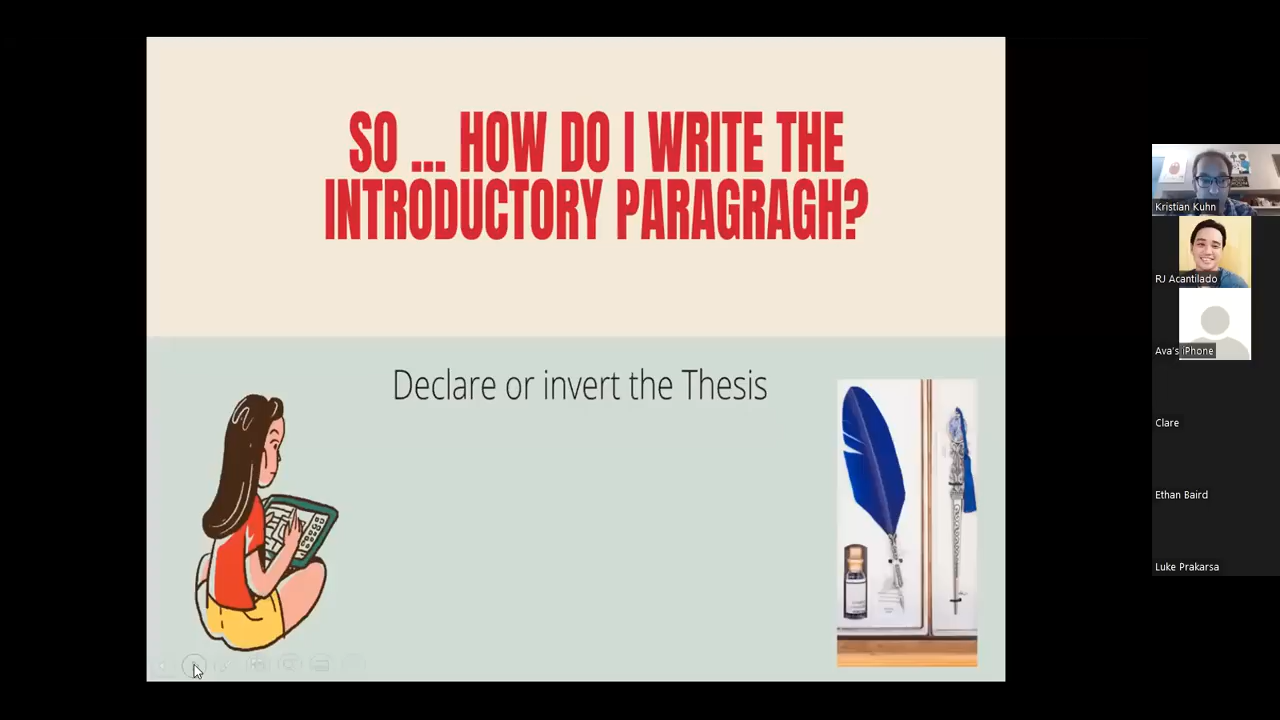 SO ... HOW DO I WRITE THE
INTRODUCTORY PARAGRAGH?
Declare or invert the Thesis
Kristian Kuhn
RJ Acantilado
Ava's iPhone
Clare
Ethan Baird
Luke Prakarsa